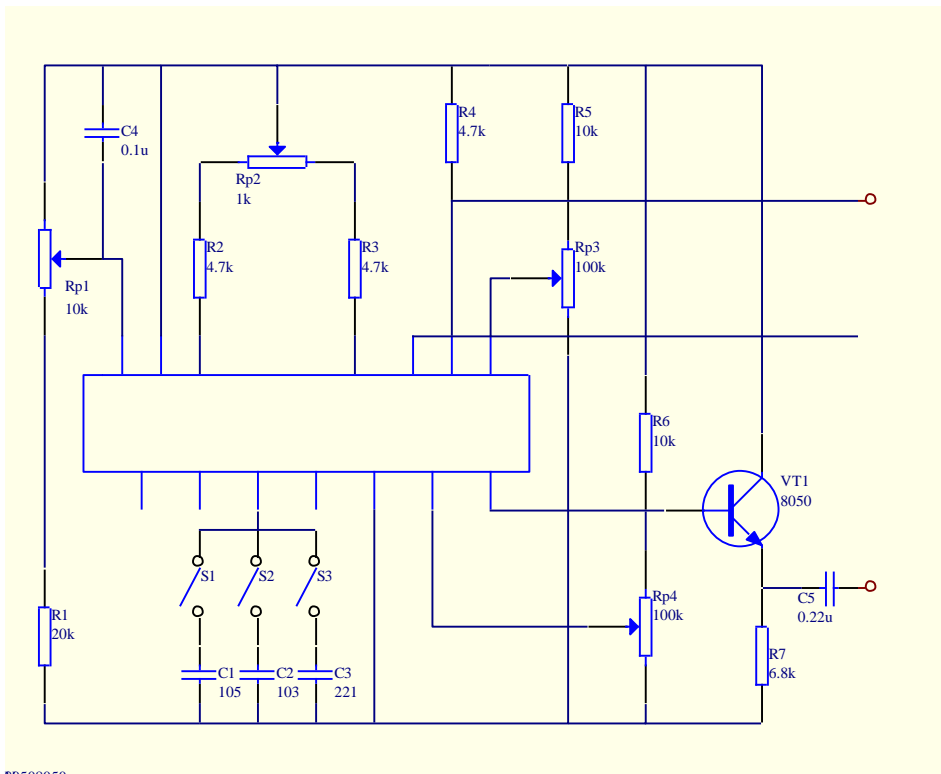 R4
4.7k
R5
10k
C4
0.1u
Rp2
1k
R2
4.7k
R3
4.7k
Rp3
100k
Rp1
10k
R6
10k
VT1
8050
S1
S2
S3
R1
20k
Rp4
100k
C5
0.22u
R7
6.8k
C1
105
C2
103
C3
221